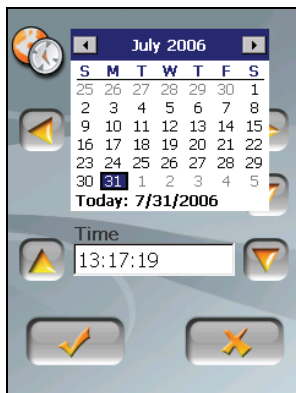 July 2006
S M T W T F S
25 26 27 28 29 30 1
2 3 4 5 6 7 8
9 10 11 12 13 14 15
16 17 18 19 20 21 22
23 24 25 26 27 28 29
30 31 1 2 3 4 5
Today: 7/31/2006
Time
13:17:19